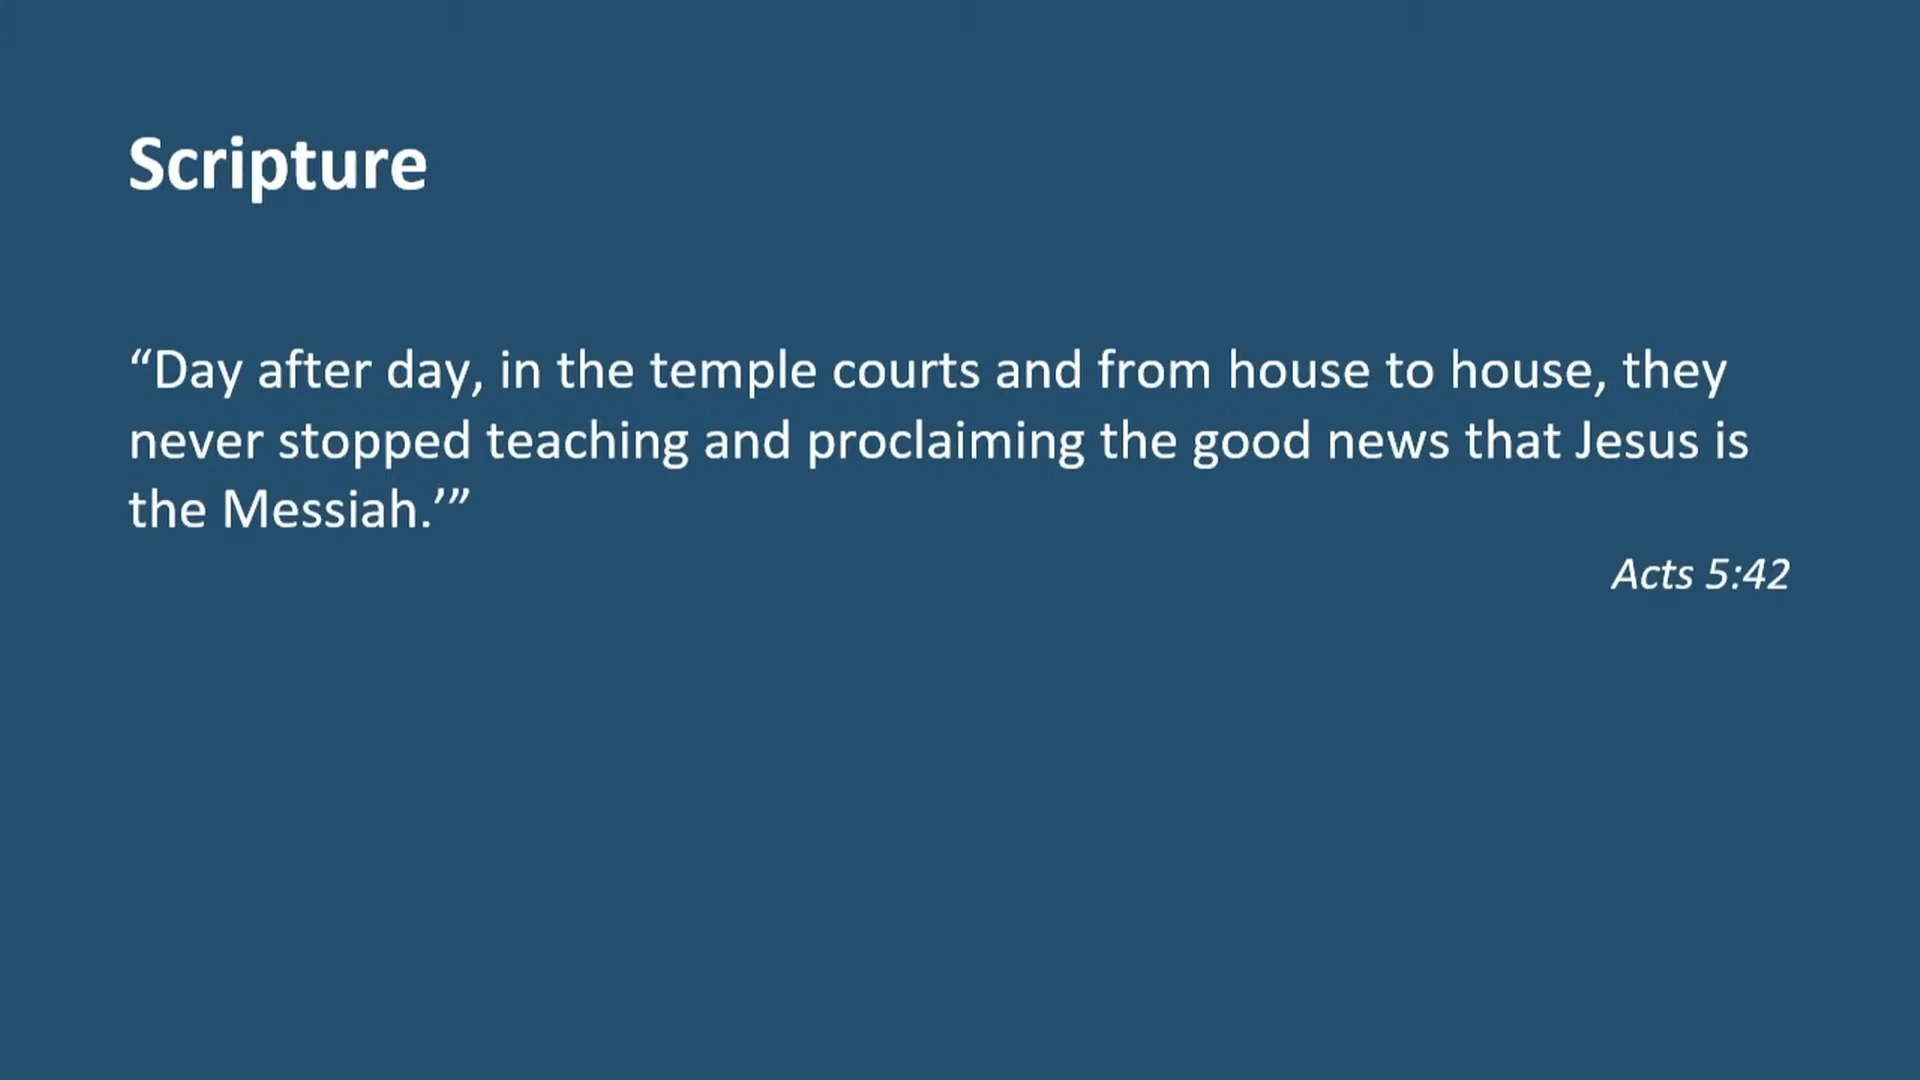 Scripture
“Day after day, in the temple courts and from house to house, they
never stopped teaching and proclaiming the good news that Jesus is
the Messiah.’”
Acts 5:42